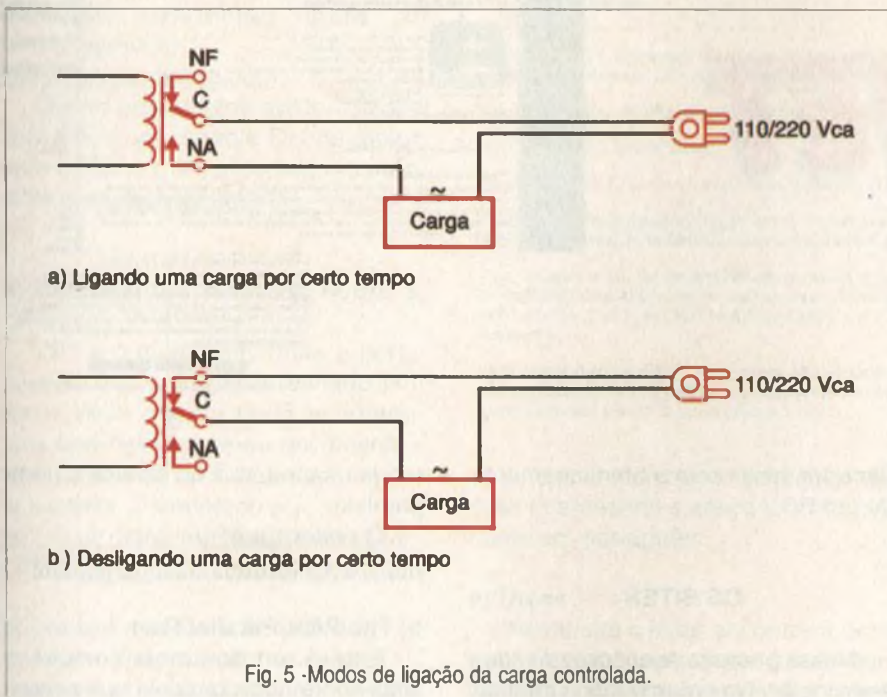 NF
C
NA
110/220 Vca
~
Carga
a) Ligando uma carga por certo tempo
NF
C
NA
110/220 Vca
~
Carga
b ) Desligando uma carga por certo tempo
Fig. 5 -Modos de ligação da carga controlada.